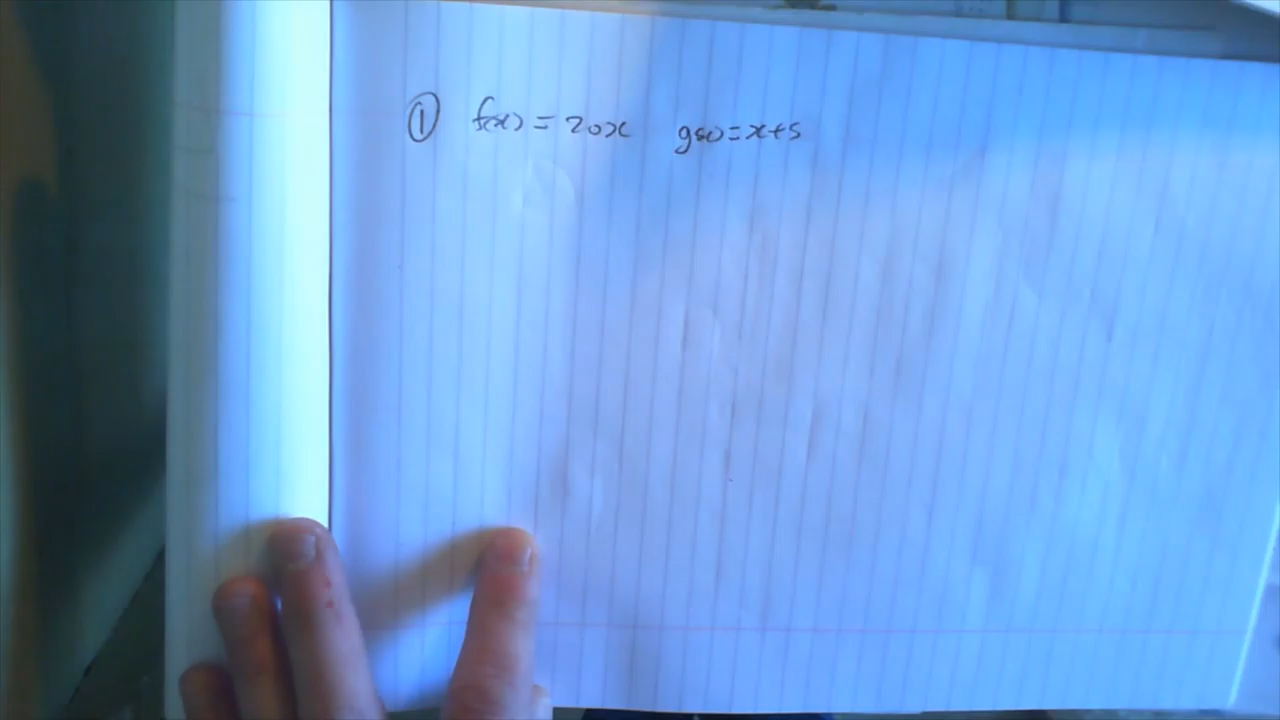 ① f(x) = 20x g(x) = x+5